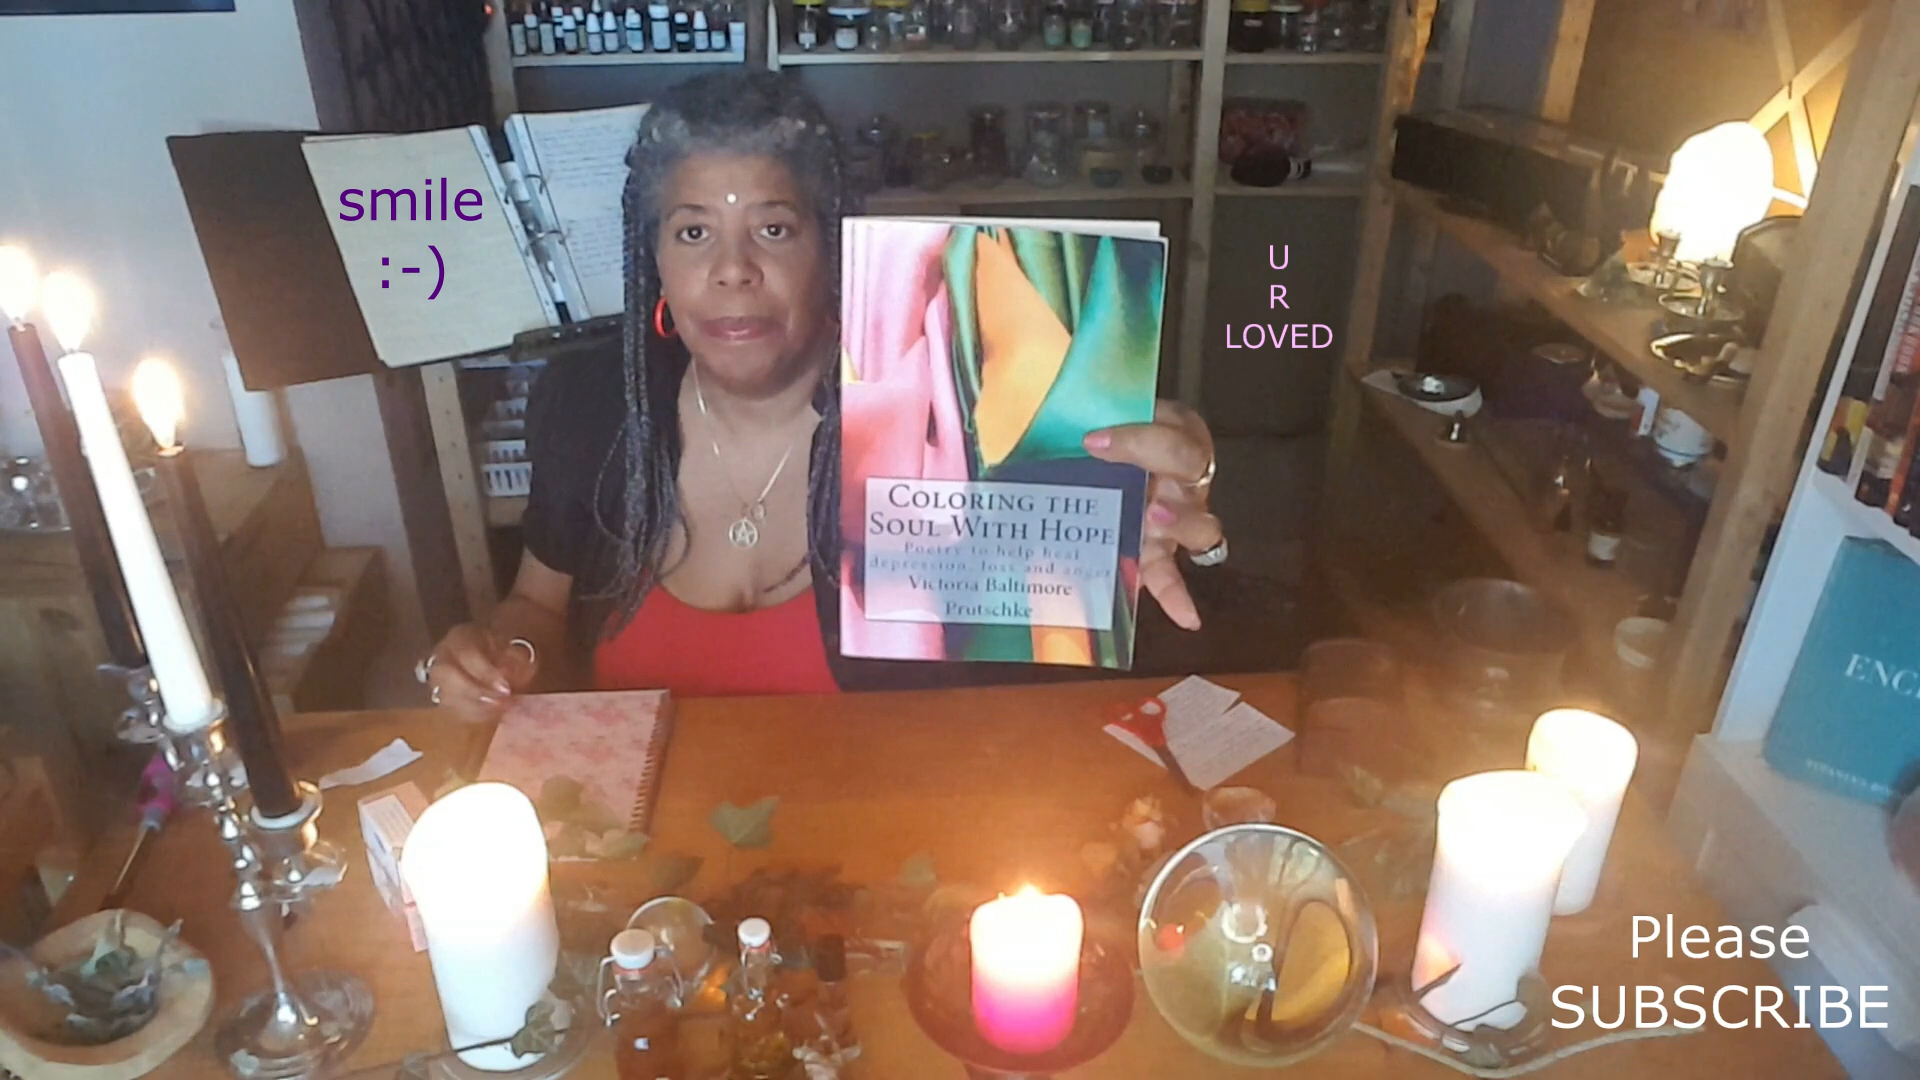 smile
:-)
U
R
LOVED
COLORING THE
SOUL WITH HOPE
Poetry to help heal
depression, loss and anger
Victoria Baltimore
Prutschke
ENC
Please
SUBSCRIBE